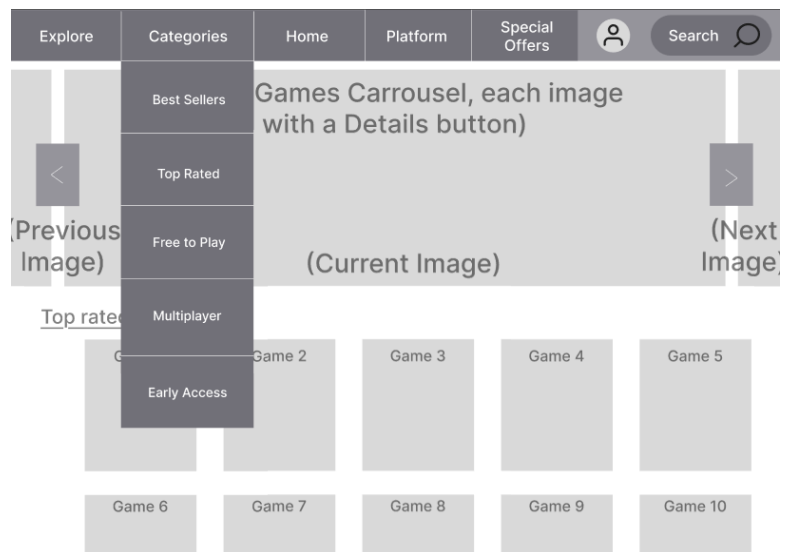 Explore
Categories
Home
Platform
Special
Offers
Search
Best Sellers
Games Carrousel, each image
with a Details button)
Top Rated
<
>
(Previous
Image)
Free to Play
(Current Image)
(Next
Image)
Top rated
Multiplayer
Early Access
Game 2
Game 3
Game 4
Game 5
Game 6
Game 7
Game 8
Game 9
Game 10